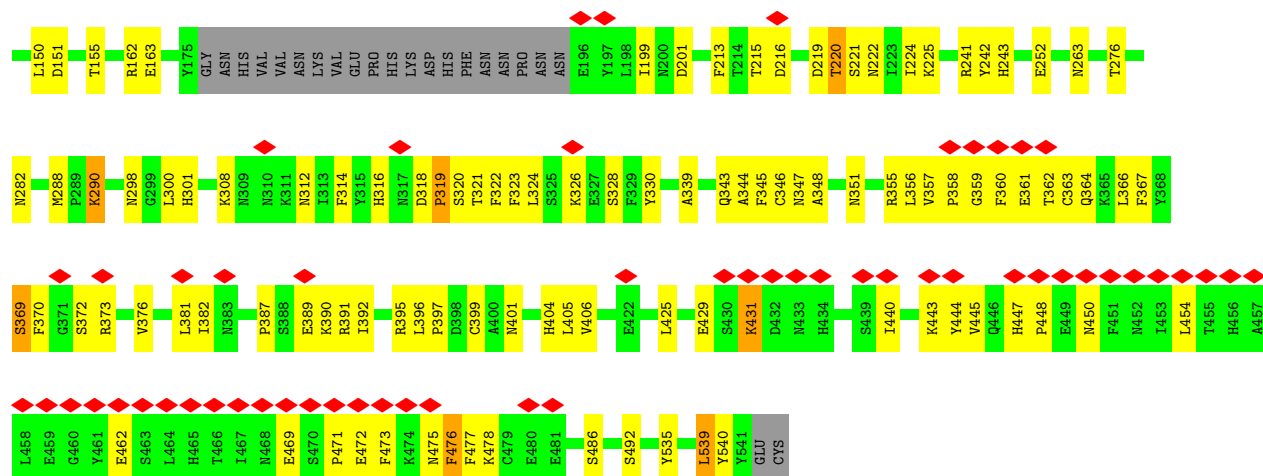 L150 D151 T155 R162 E163 Y175 GLY ASN HIS VAL VAL ASN LYS VAL GLU PRO HIS LYS ASP HIS PHE ASN ASN PRO ASN ASN E196 Y197 L198 I199 N200 D201 F213 T214 T215 D216 D219 T220 S221 N222 I223 I224 K225 R241 Y242 H243 E252 N263 T276
N282 M288 P289 K290 N298 G299 L300 H301 K308 N309 N310 K311 N312 I313 F314 Y315 H316 N317 D318 P319 S320 T321 F322 F323 L324 S325 K326 E327 S328 F329 Y330 A339 Q343 A344 F345 C346 N347 A348 N351 R355 L356 V357 P358 G359 F360 E361 T362 C363 Q364 K365 L366 F367 Y368
S369 F370 G371 S372 R373 V376 L381 I382 N383 P387 S388 E389 K390 R391 I392 R395 L396 P397 D398 C399 A400 N401 H404 L405 V406 E422 L425 E429 S430 K431 D432 N433 H434 S439 I440 K443 Y444 V445 Q446 H447 P448 E449 N450 F451 N452 T453 L454 T455 H456 A457
L458 E459 G460 Y461 E462 S463 L464 H465 T466 I467 N468 E469 S470 P471 E472 F473 K474 N475 F476 F477 K478 C479 E480 E481 S486 S492 Y535 L539 Y540 Y541 GLU CYS